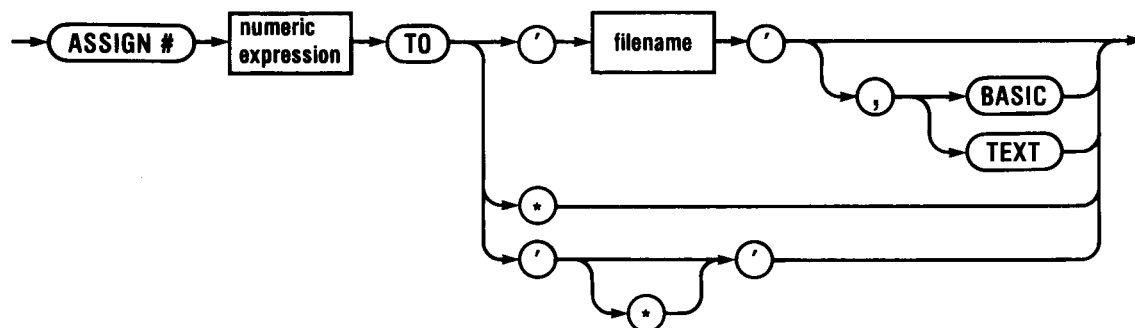 ASSIGN # numeric expression TO ' filename '
, BASIC
TEXT
*
' '
*